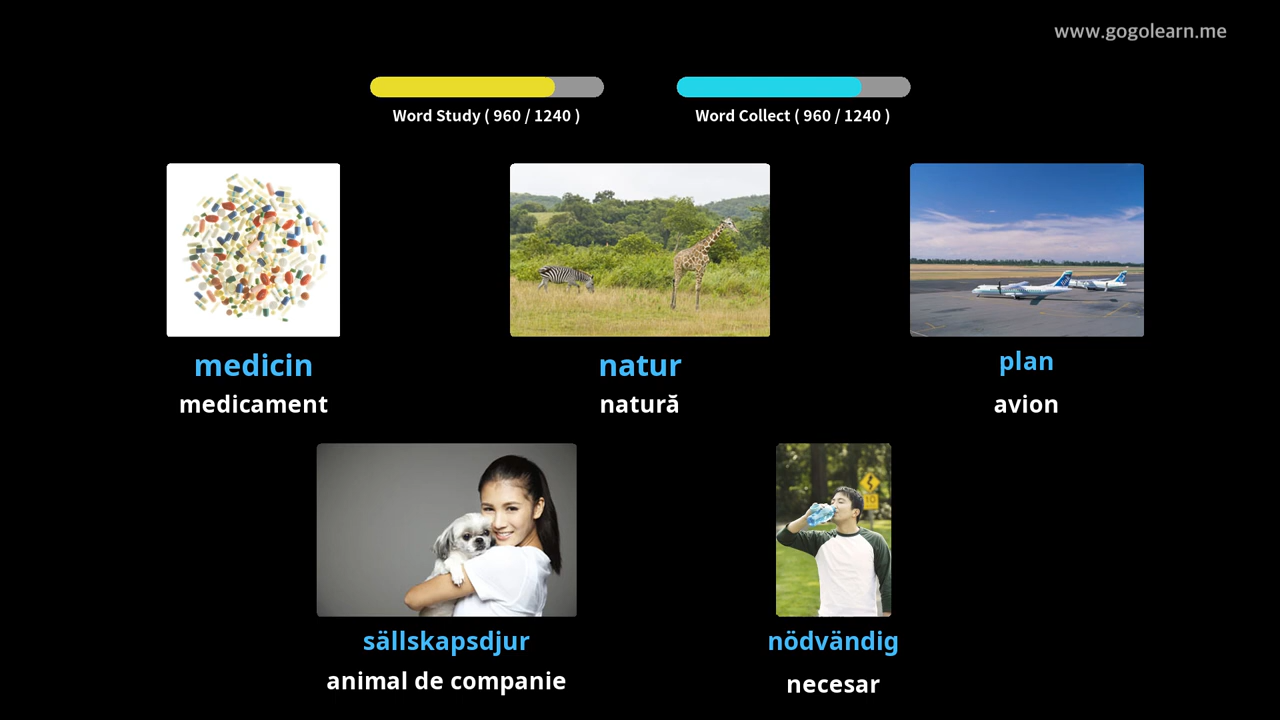 www.gogolearn.me
Word Study ( 960 / 1240 )
Word Collect ( 960 / 1240 )
medicin
medicament
natur
natură
plan
avion
sällskapsdjur
animal de companie
nödvändig
necesar